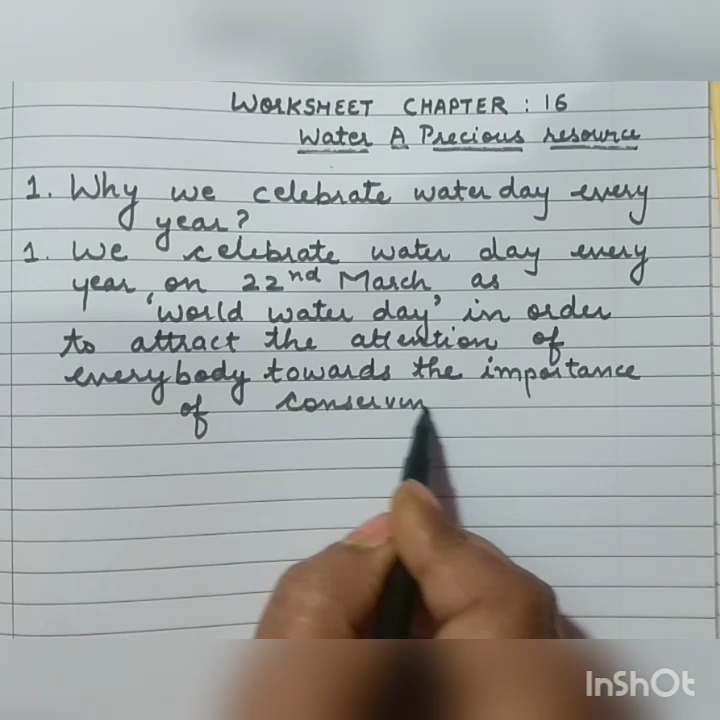 WORKSHEET CHAPTER : 16
Water A Precious resource
1. Why we celebrate water day every
year?
1. We celebrate water day every
year, on 22nd March as
'World water day' in order
to attract the attention of
everybody towards the importance
of conservin
InShOt